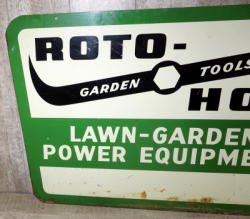 ROTO-
GARDEN TOOLS
HO
LAWN-GARDEN
POWER EQUIPME